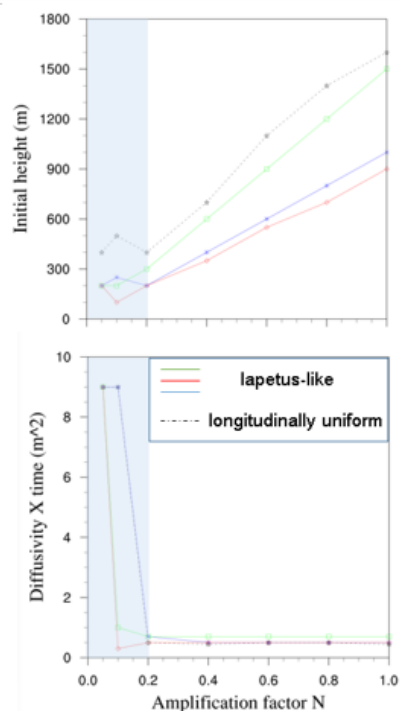 1800
1500
1200
900
600
300
0
Initial height (m)
10
8
6
4
2
0
Diffusivity X time (m^2)
Iapetus-like
longitudinally uniform
0.0 0.2 0.4 0.6 0.8 1.0
Amplification factor N